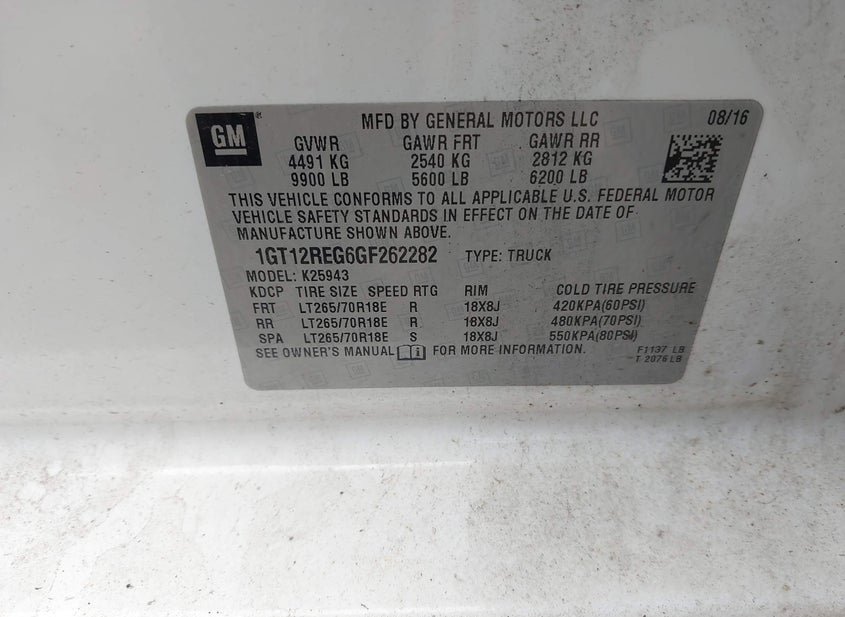 GM® MFD BY GENERAL MOTORS LLC 08/16
GVWR GAWR FRT GAWR RR
4491 KG 2540 KG 2812 KG
9900 LB 5600 LB 6200 LB
THIS VEHICLE CONFORMS TO ALL APPLICABLE U.S. FEDERAL MOTOR
VEHICLE SAFETY STANDARDS IN EFFECT ON THE DATE OF
MANUFACTURE SHOWN ABOVE.
1GT12REG6GF262282 TYPE: TRUCK
MODEL: K25943
KDCP TIRE SIZE SPEED RTG RIM COLD TIRE PRESSURE
FRT LT265/70R18E R 18X8J 420KPA(60PSI)
RR LT265/70R18E R 18X8J 480KPA(70PSI)
SPA LT265/70R18E S 18X8J 550KPA(80PSI)
SEE OWNER'S MANUAL FOR MORE INFORMATION.
F1137 LB
T 2076 LB